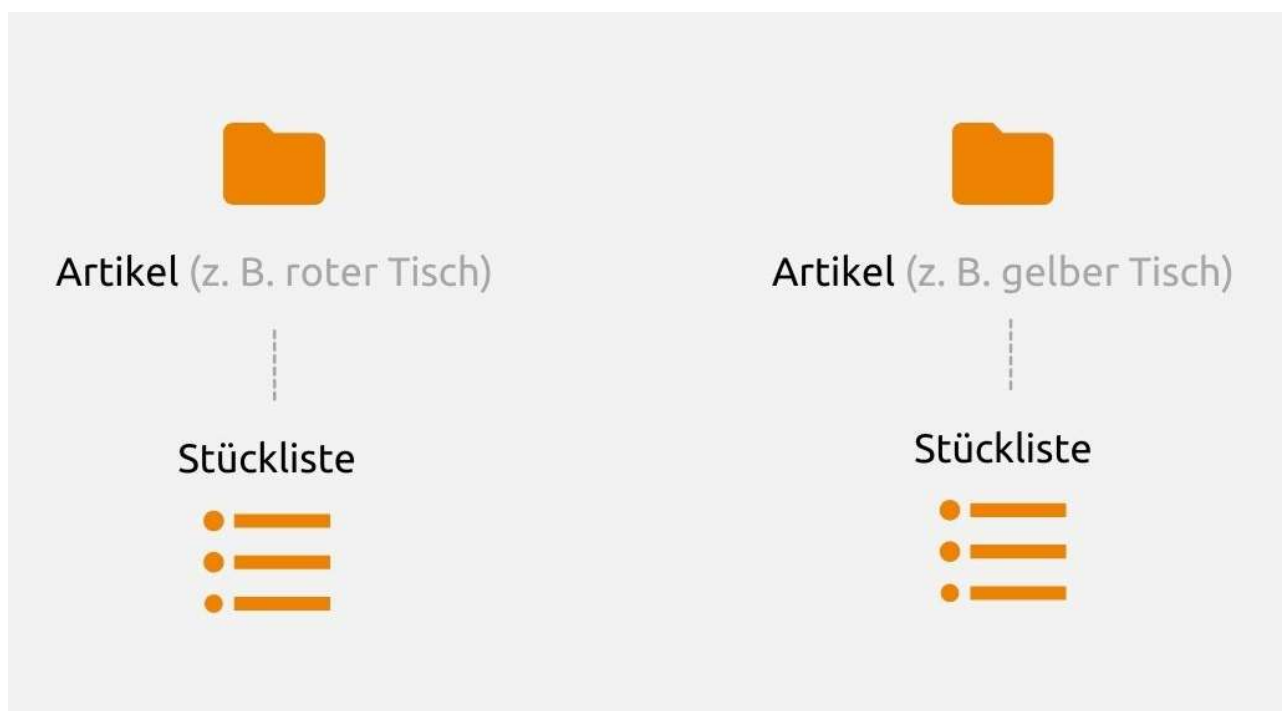 Artikel (z. B. roter Tisch)
Artikel (z. B. gelber Tisch)
Stückliste
Stückliste